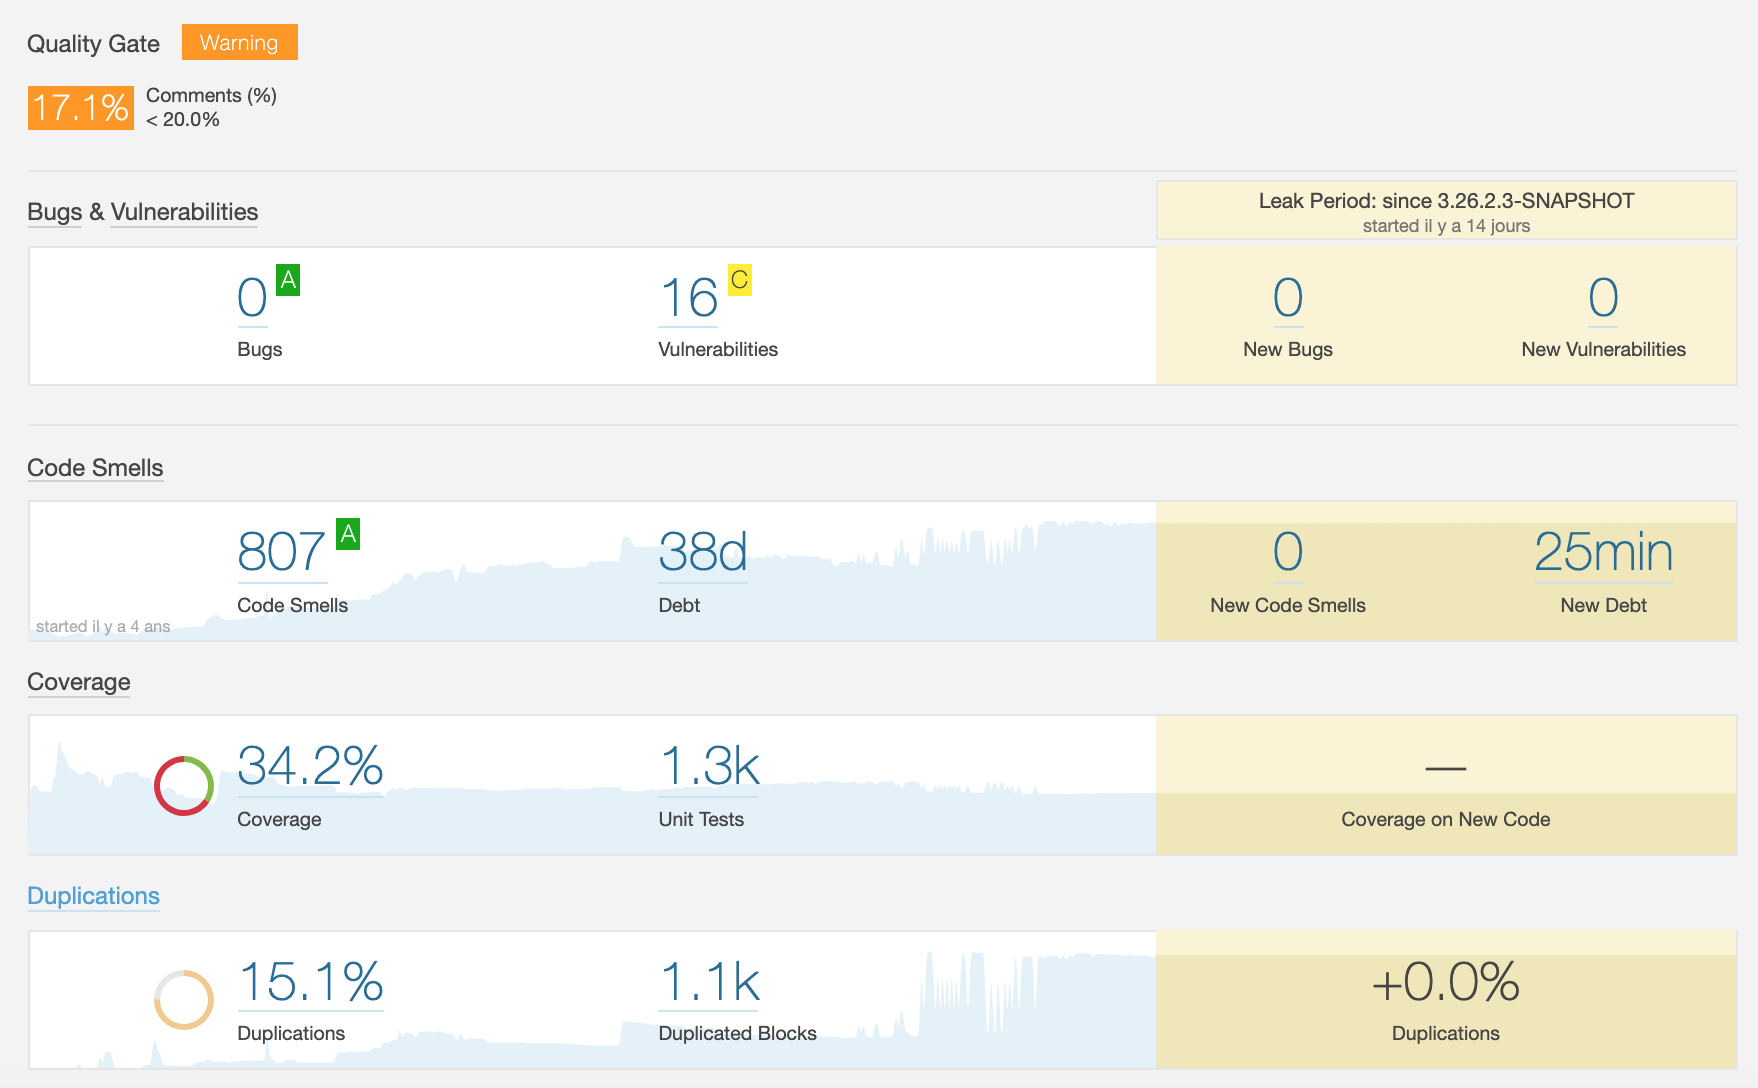 Quality Gate Warning
17.1% Comments (%)
< 20.0%
Bugs & Vulnerabilities
Leak Period: since 3.26.2.3-SNAPSHOT
started il y a 14 jours
0 A
Bugs
16 C
Vulnerabilities
0
New Bugs
0
New Vulnerabilities
Code Smells
807 A
Code Smells
started il y a 4 ans
38d
Debt
0
New Code Smells
25min
New Debt
Coverage
34.2%
Coverage
1.3k
Unit Tests
—
Coverage on New Code
Duplications
15.1%
Duplications
1.1k
Duplicated Blocks
+0.0%
Duplications